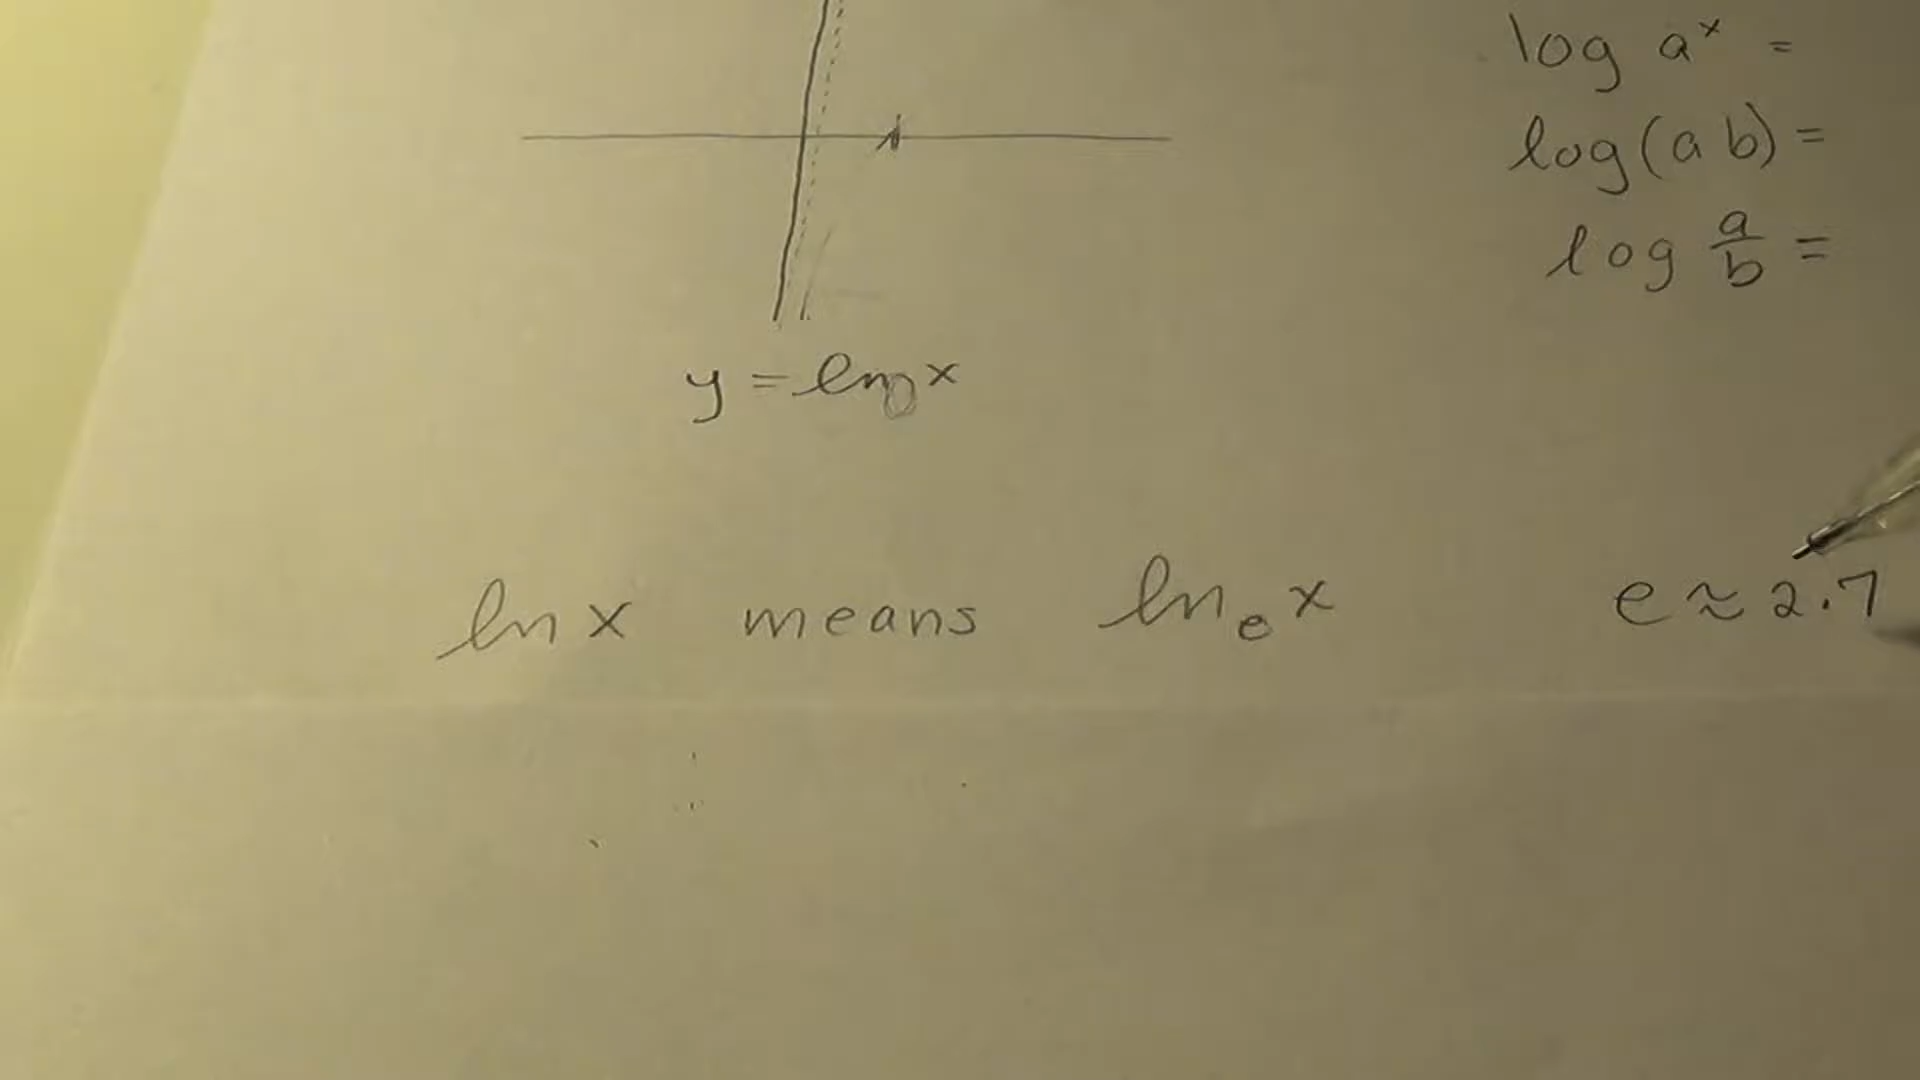 log aˣ =
log(ab) =
log a/b =
y = ln x
ln x means lnₑ x e ≈ 2.7